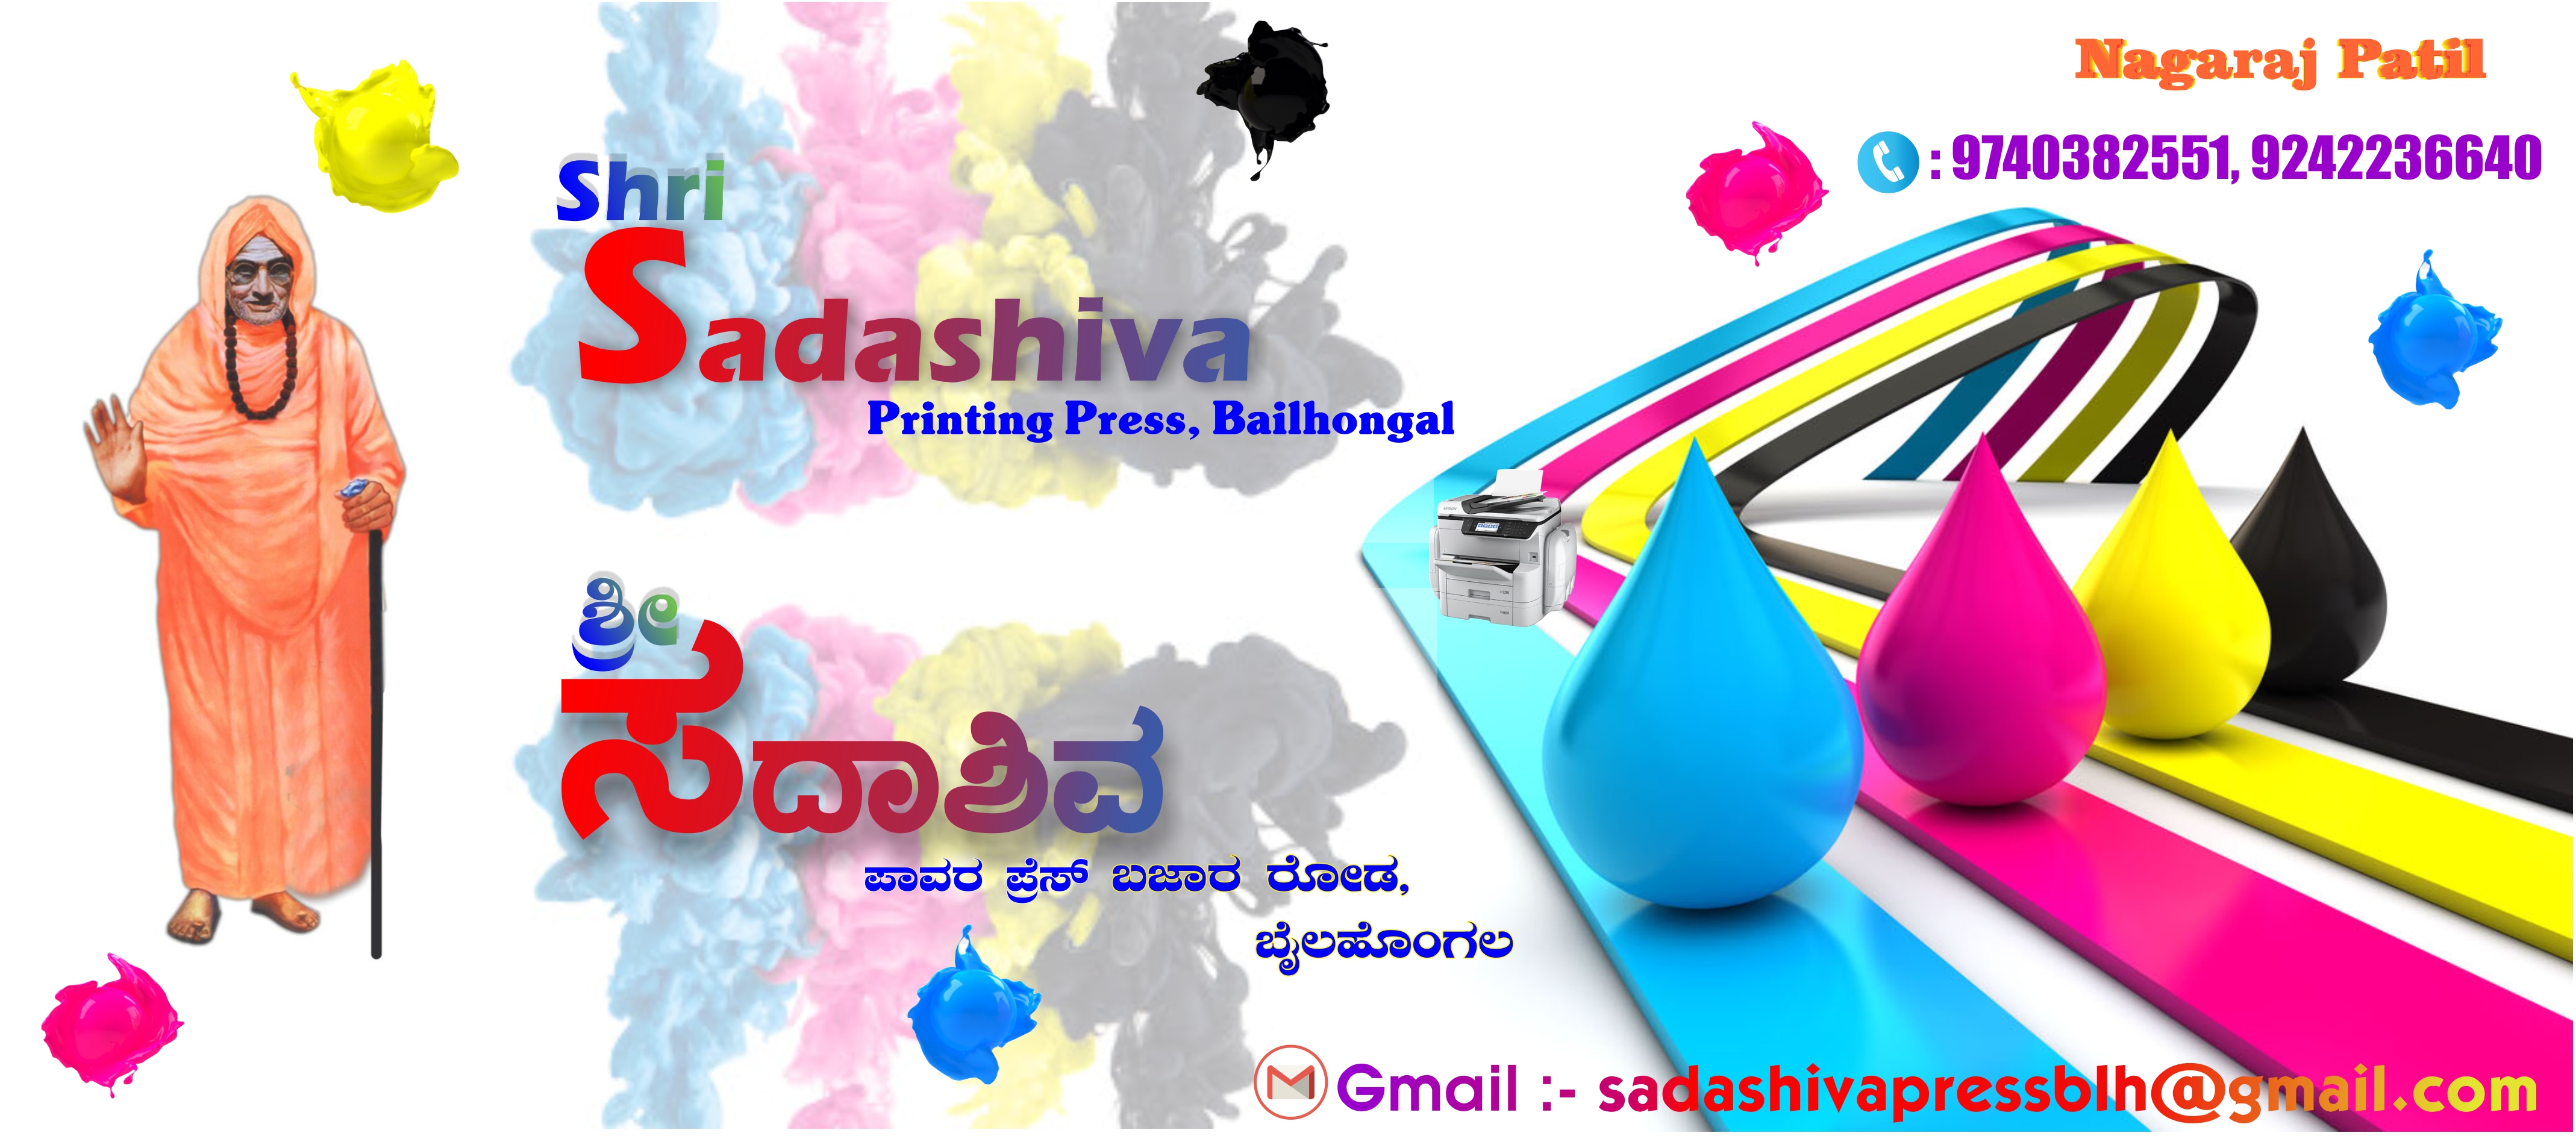 Nagaraj Patil
: 9740382551, 9242236640
Shri
Sadashiva
Printing Press, Bailhongal
ಶ್ರೀ
ಸದಾಶಿವ
ಪಾವರ ಪ್ರೆಸ್ ಬಜಾರ ರೋಡ,
ಬೈಲಹೊಂಗಲ
Gmail :- sadashivapressblh@gmail.com